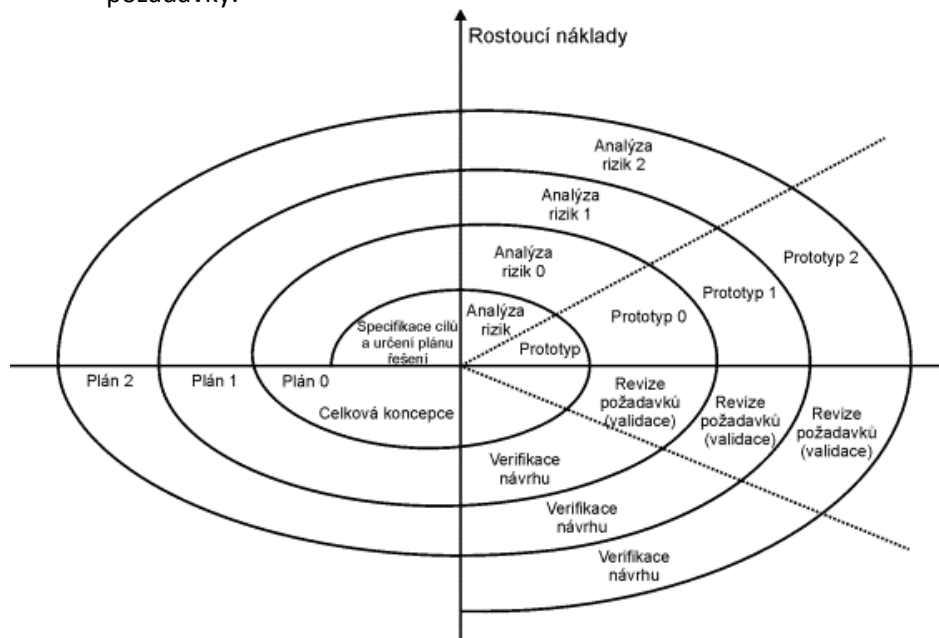 požadavky.
Rostoucí náklady
Analýza
rizik 2
Analýza
rizik 1
Prototyp 2
Analýza
rizik 0
Prototyp 1
Prototyp 0
Analýza
rizik
Specifikace cílů
a určení plánu
řešení
Prototyp
Plán 2
Plán 1
Plán 0
Celková koncepce
Revize
požadavků
(validace)
Revize
požadavků
(validace)
Revize
požadavků
(validace)
Verifikace
návrhu
Verifikace
návrhu
Verifikace
návrhu